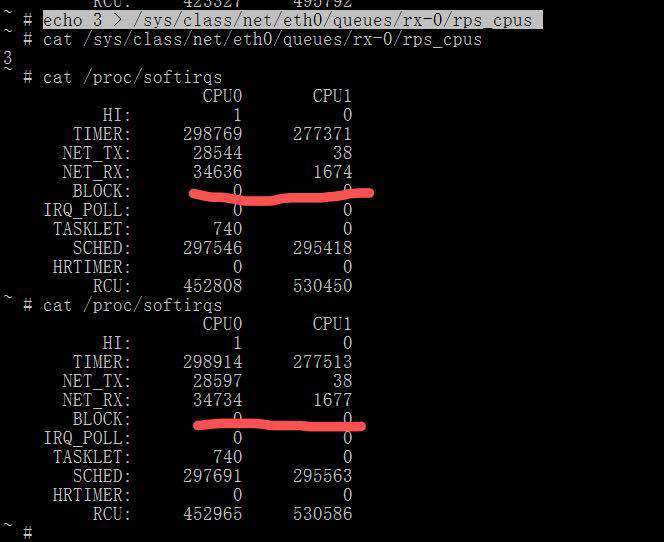 RCU: 423327 495792
~ # echo 3 > /sys/class/net/eth0/queues/rx-0/rps_cpus
~ # cat /sys/class/net/eth0/queues/rx-0/rps_cpus
3
~ # cat /proc/softirqs
CPU0 CPU1
HI: 1 0
TIMER: 298769 277371
NET_TX: 28544 38
NET_RX: 34636 1674
BLOCK: 0 0
IRQ_POLL: 0 0
TASKLET: 740 0
SCHED: 297546 295418
HRTIMER: 0 0
RCU: 452808 530450
~ # cat /proc/softirqs
CPU0 CPU1
HI: 1 0
TIMER: 298914 277513
NET_TX: 28597 38
NET_RX: 34734 1677
BLOCK: 0 0
IRQ_POLL: 0 0
TASKLET: 740 0
SCHED: 297691 295563
HRTIMER: 0 0
RCU: 452965 530586
~ #